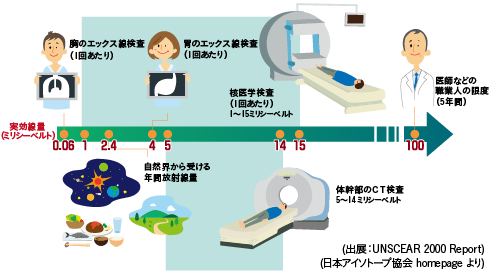 胸のエックス線検査
(1回あたり)
胃のエックス線検査
(1回あたり)
核医学検査
(1回あたり)
1〜15ミリシーベルト
医師などの
職業人の限度
(5年間)
実効線量
(ミリシーベルト)
0.06 1 2.4 4 5 14 15 100
自然界から受ける
年間放射線量
体幹部のCT検査
5〜14ミリシーベルト
(出展:UNSCEAR 2000 Report)
(日本アイソトープ協会 homepage より)